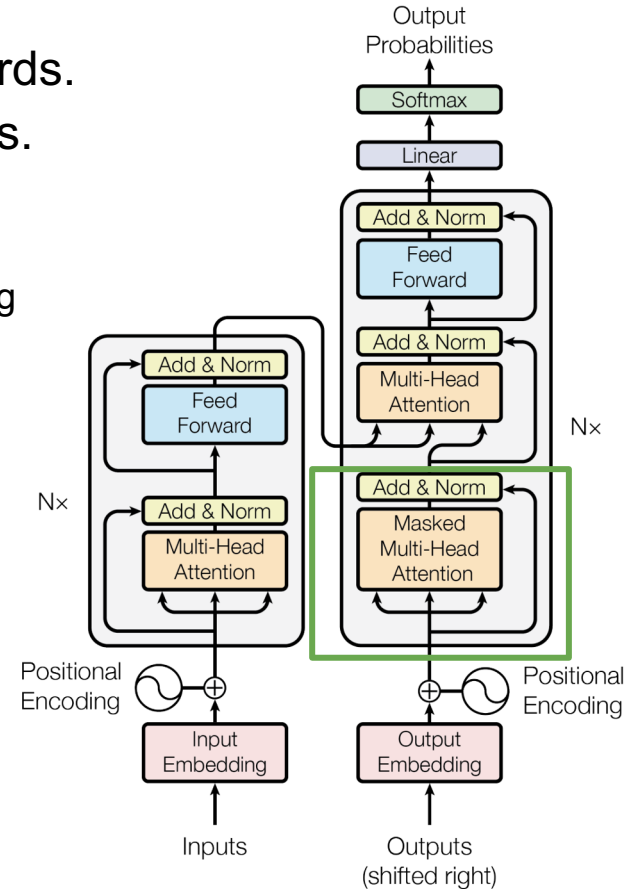 rds.
s.
g
Output
Probabilities
Softmax
Linear
Add & Norm
Feed
Forward
Add & Norm
Multi-Head
Attention
N×
Add & Norm
Masked
Multi-Head
Attention
Add & Norm
Feed
Forward
N×
Add & Norm
Multi-Head
Attention
Positional
Encoding
Positional
Encoding
Input
Embedding
Output
Embedding
Inputs
Outputs
(shifted right)